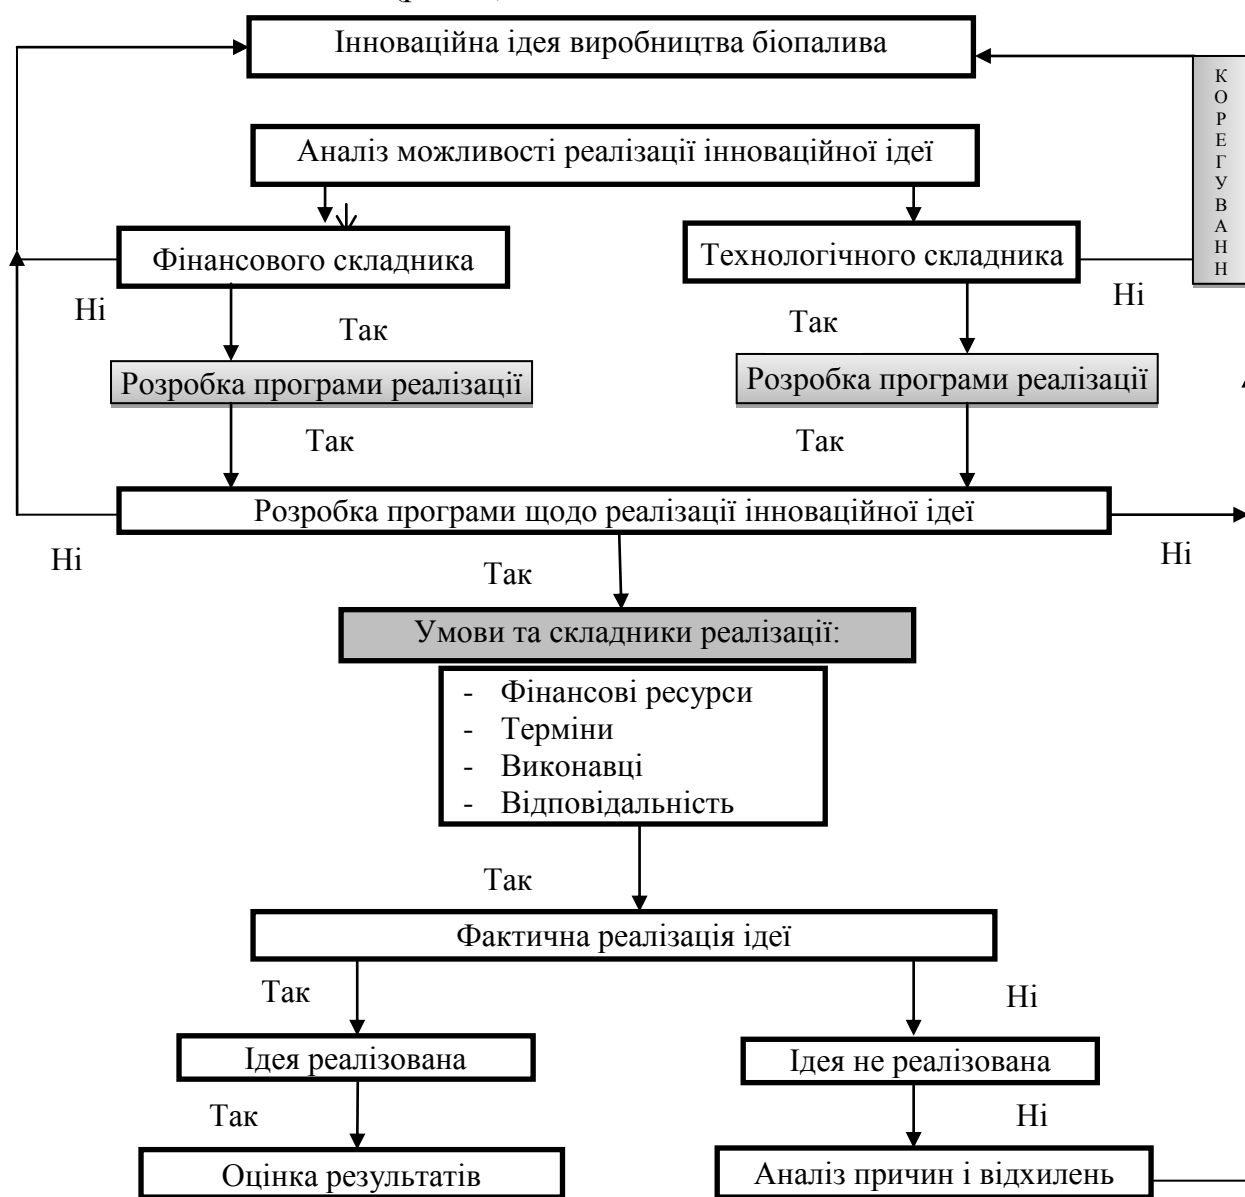 Інноваційна ідея виробництва біопалива
К
О
Р
Е
Г
У
В
А
Н
Н
Аналіз можливості реалізації інноваційної ідеї
Фінансового складника
Технологічного складника
Ні
Так
Так
Ні
Розробка програми реалізації
Розробка програми реалізації
Так
Так
Розробка програми щодо реалізації інноваційної ідеї
Ні
Так
Ні
Умови та складники реалізації:
- Фінансові ресурси
- Терміни
- Виконавці
- Відповідальність
Так
Фактична реалізація ідеї
Так
Ні
Ідея реалізована
Ідея не реалізована
Так
Ні
Оцінка результатів
Аналіз причин і відхилень